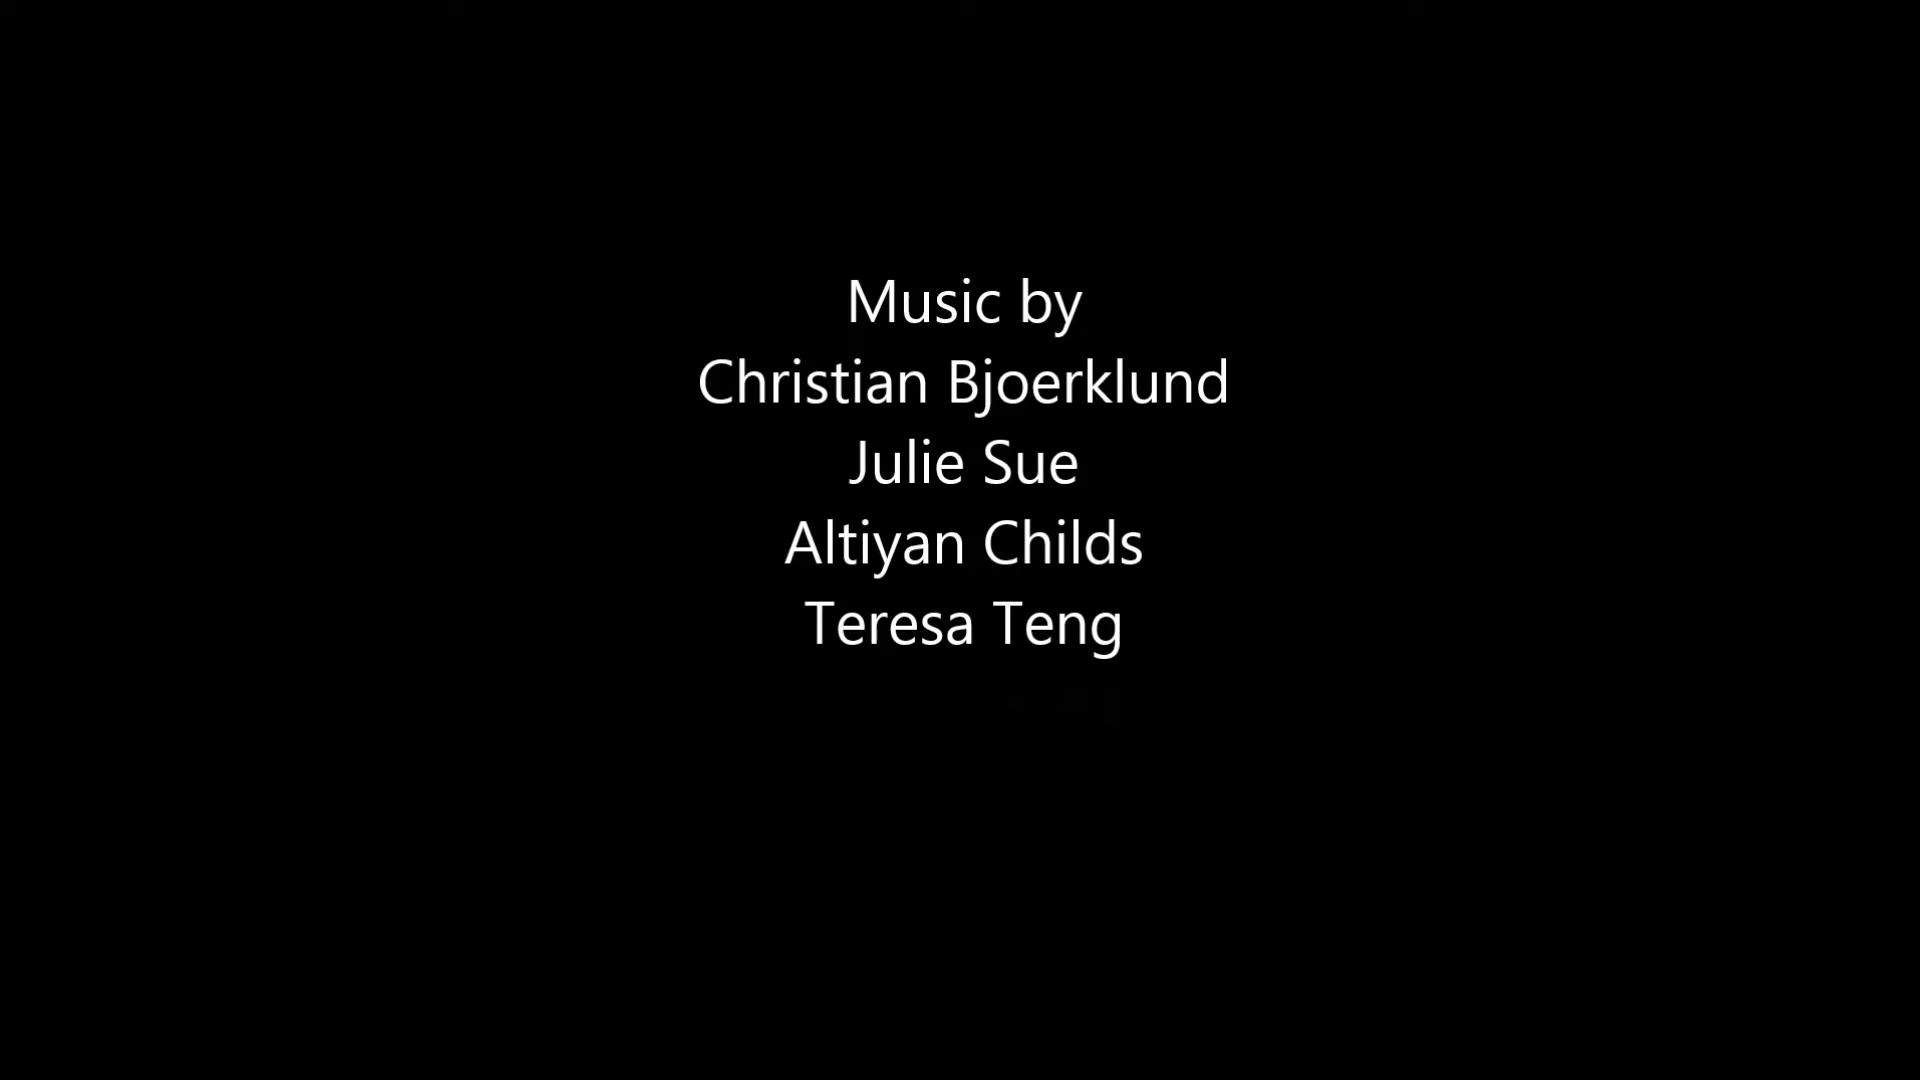 Music by
Christian Bjoerklund
Julie Sue
Altiyan Childs
Teresa Teng